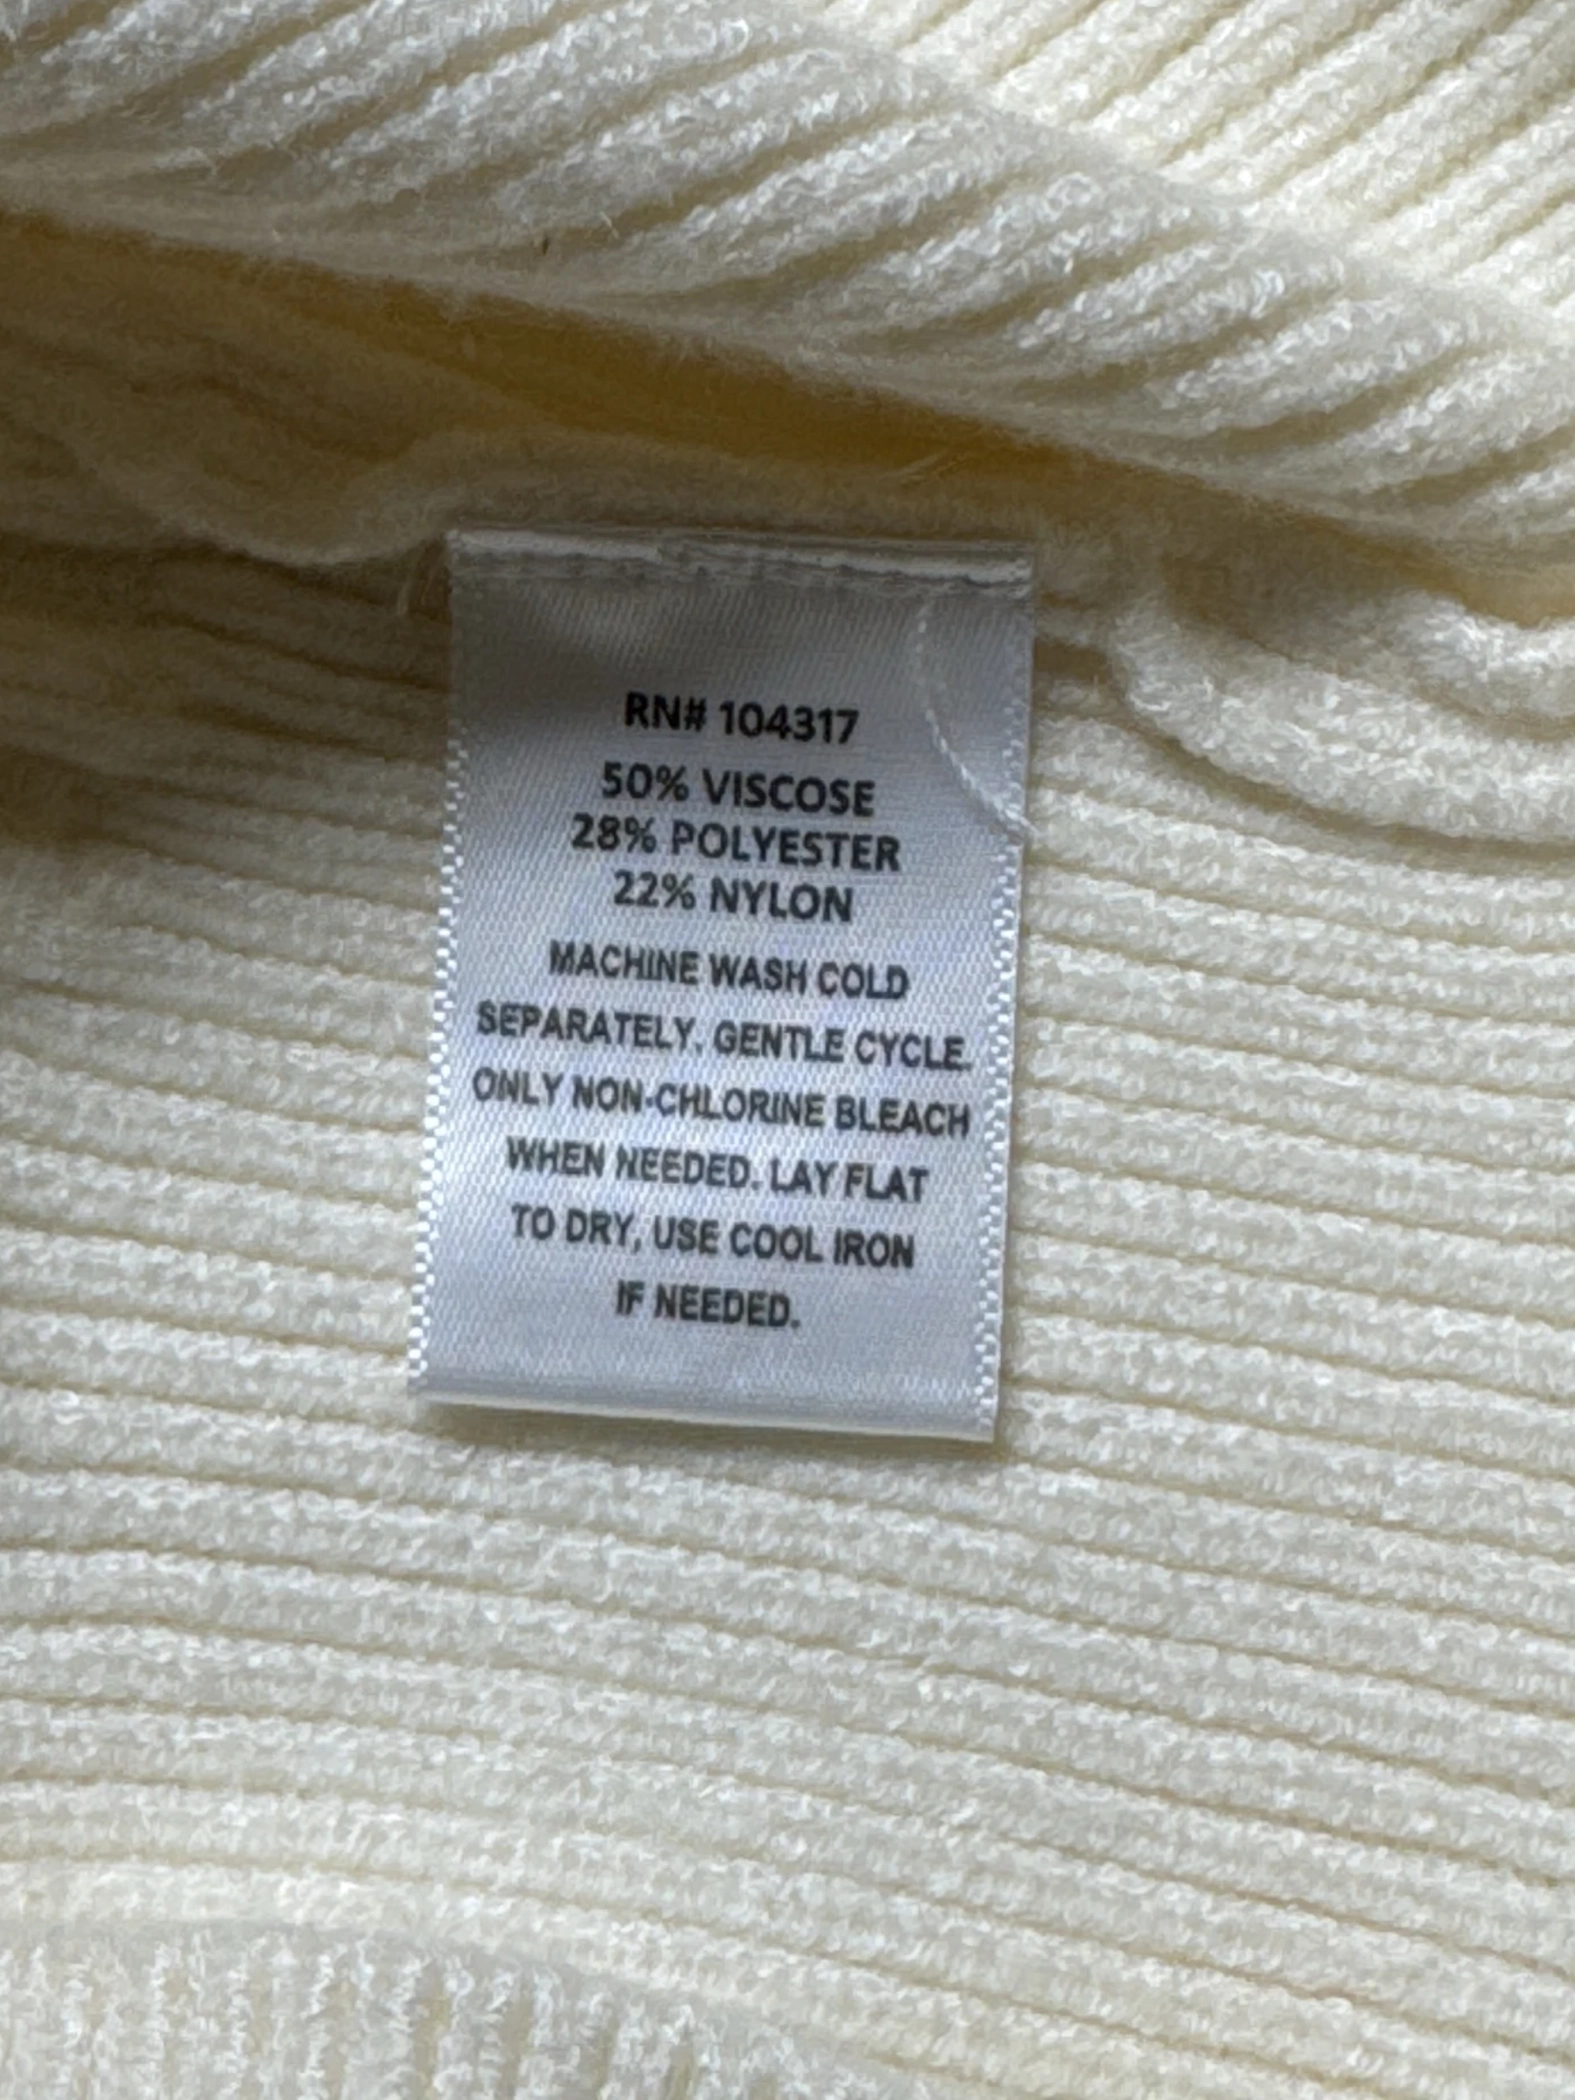 RN# 104317
50% VISCOSE
28% POLYESTER
22% NYLON
MACHINE WASH COLD
SEPARATELY. GENTLE CYCLE.
ONLY NON-CHLORINE BLEACH
WHEN NEEDED. LAY FLAT
TO DRY, USE COOL IRON
IF NEEDED.